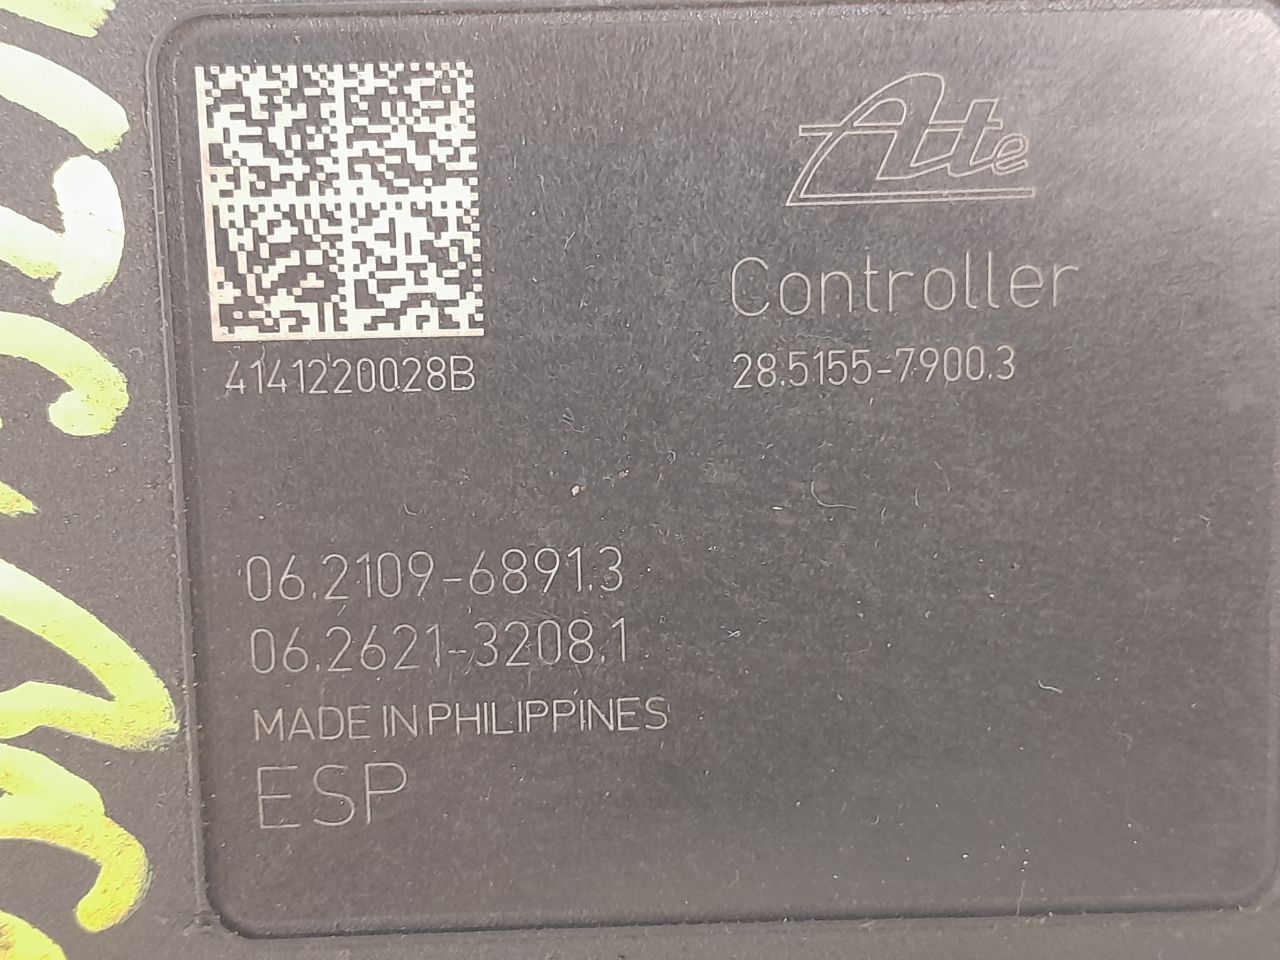 Ate
Controller
28.5155-7900.3
4141220028B
06.2109-6891.3
06.2621-3208.1
MADE IN PHILIPPINES
ESP